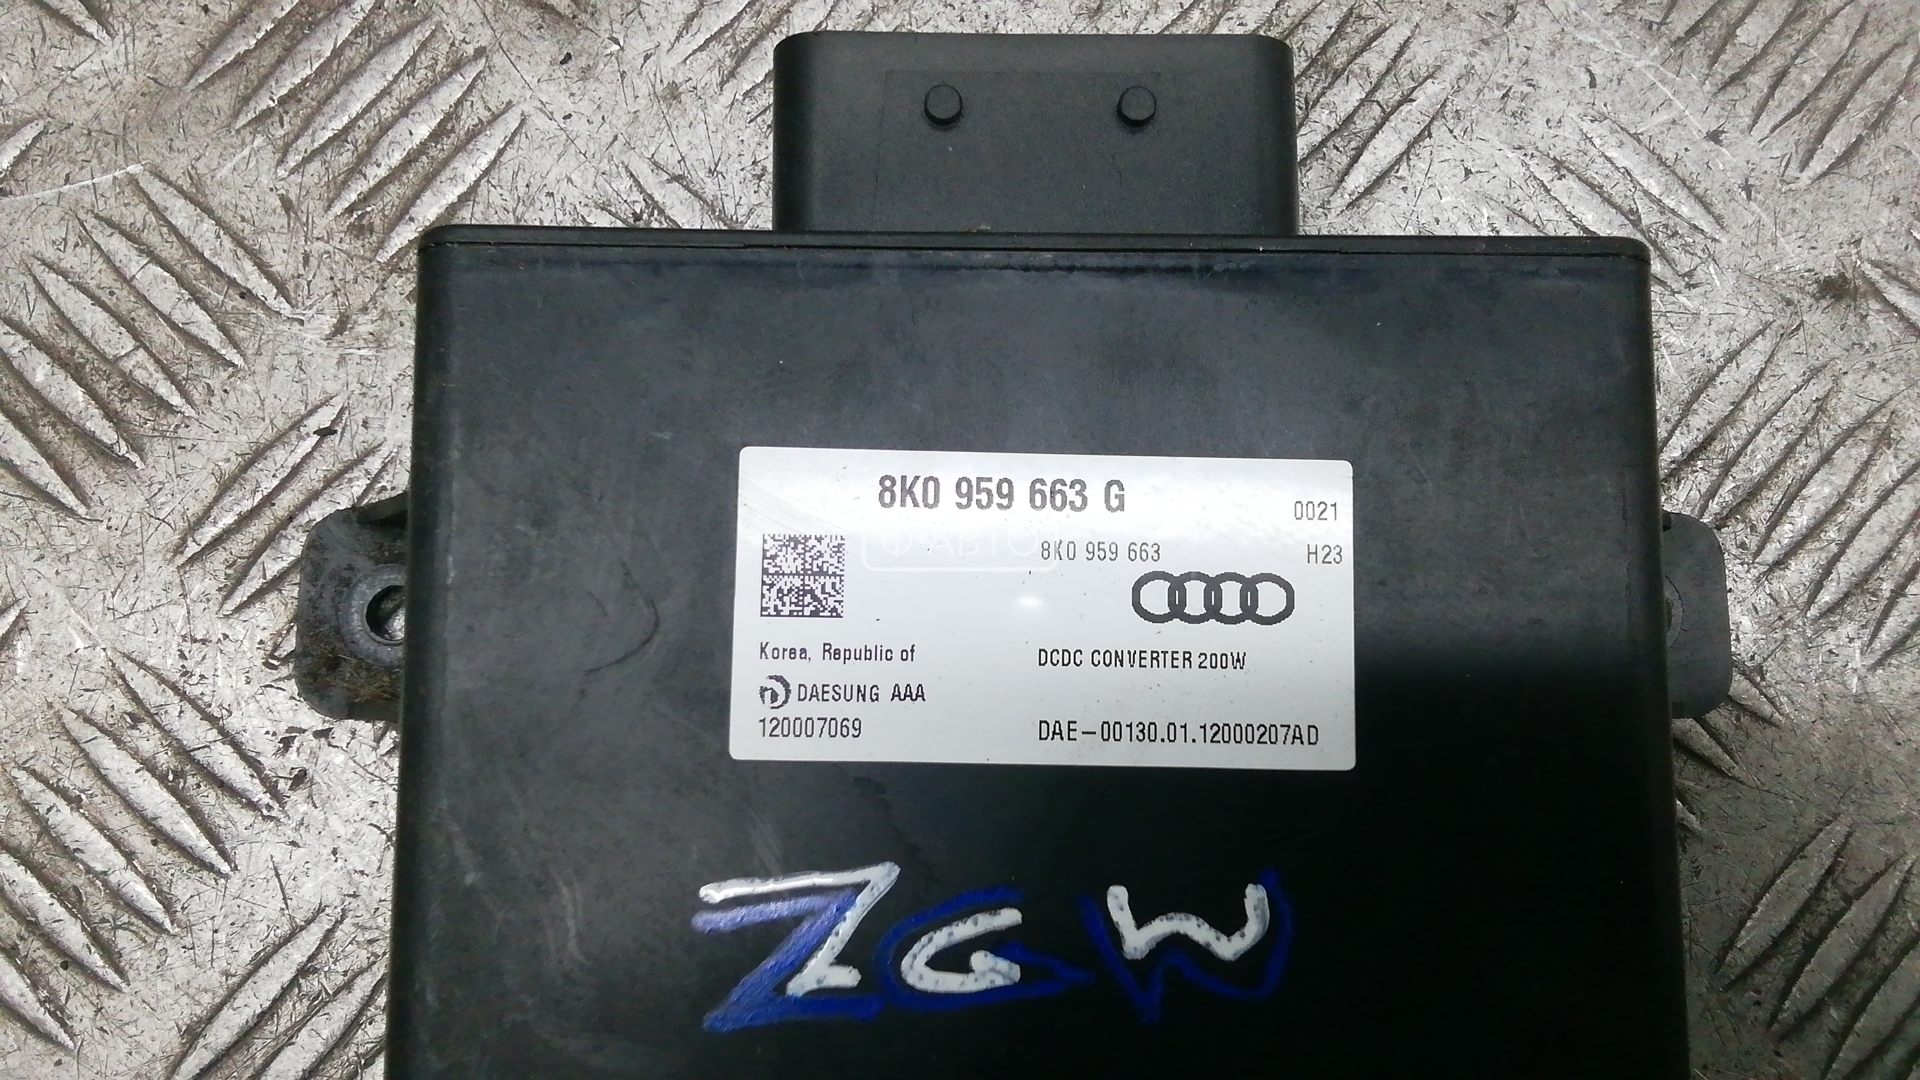 8K0 959 663 G
0021
8K0 959 663
H23
Ф-АВТО
Korea, Republic of
DCDC CONVERTER 200W
DAESUNG AAA
120007069
DAE-00130.01.12000207AD
ZGW